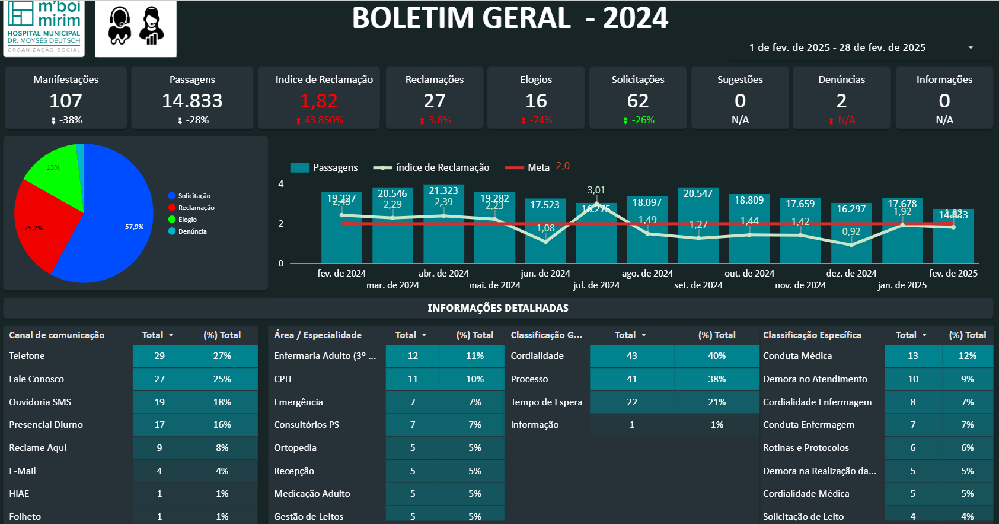 m'boi
mirim
HOSPITAL MUNICIPAL
DR. MOYSÉS DEUTSCH
ORGANIZAÇÃO SOCIAL
BOLETIM GERAL - 2024
1 de fev. de 2025 - 28 de fev. de 2025
Manifestações
107
-38%
Passagens
14.833
-28%
Indice de Reclamação
1,82
43.850%
Reclamações
27
3.8%
Elogios
16
-74%
Solicitações
62
-26%
Sugestões
0
N/A
Denúncias
2
N/A
Informações
0
N/A
15%
25,2%
57,9%
Solicitação
Reclamação
Elogio
Denúncia
Passagens
índice de Reclamação
Meta 2,0
4
2
0
19.237 20.546 21.323 19.282 17.523 16.275 18.097 20.547 18.809 17.659 16.297 17.678 14.833
2,43 2,29 2,39 2,23 1,08 3,01 1,49 1,27 1,44 1,42 0,92 1,92 1,82
fev. de 2024 mar. de 2024 abr. de 2024 mai. de 2024 jun. de 2024 jul. de 2024 ago. de 2024 set. de 2024 out. de 2024 nov. de 2024 dez. de 2024 jan. de 2025 fev. de 2025
INFORMAÇÕES DETALHADAS
Canal de comunicação Total (%) Total
Telefone 29 27%
Fale Conosco 27 25%
Ouvidoria SMS 19 18%
Presencial Diurno 17 16%
Reclame Aqui 9 8%
E-Mail 4 4%
HIAE 1 1%
Folheto 1 1%
Área / Especialidade Total (%) Total
Enfermaria Adulto (3º ... 12 11%
CPH 11 10%
Emergência 7 7%
Consultórios PS 7 7%
Ortopedia 5 5%
Recepção 5 5%
Medicação Adulto 5 5%
Gestão de Leitos 5 5%
Classificação G... Total (%) Total
Cordialidade 43 40%
Processo 41 38%
Tempo de Espera 22 21%
Informação 1 1%
Classificação Específica Total (%) Total
Conduta Médica 13 12%
Demora no Atendimento 10 9%
Cordialidade Enfermagem 8 7%
Conduta Enfermagem 7 7%
Rotinas e Protocolos 6 6%
Demora na Realização da... 5 5%
Cordialidade Médica 5 5%
Solicitação de Leito 4 4%